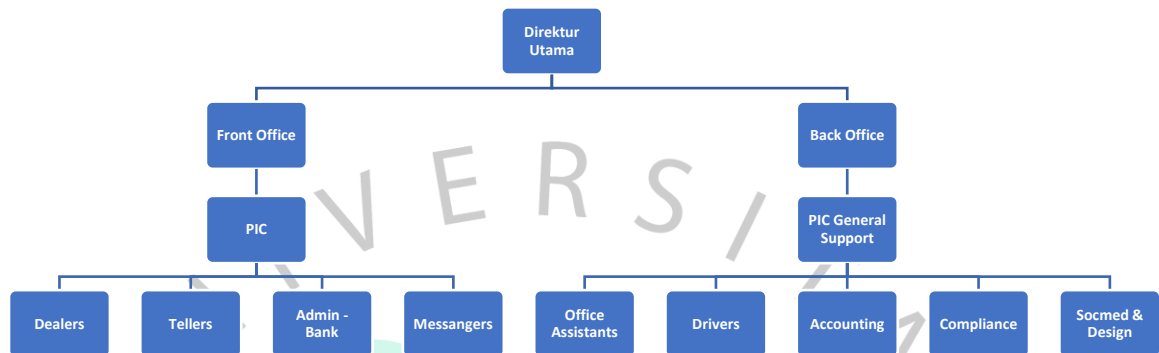 Direktur
Utama
Front Office
Back Office
PIC
PIC General
Support
Dealers
Tellers
Admin -
Bank
Messangers
Office
Assistants
Drivers
Accounting
Compliance
Socmed &
Design
VERSI